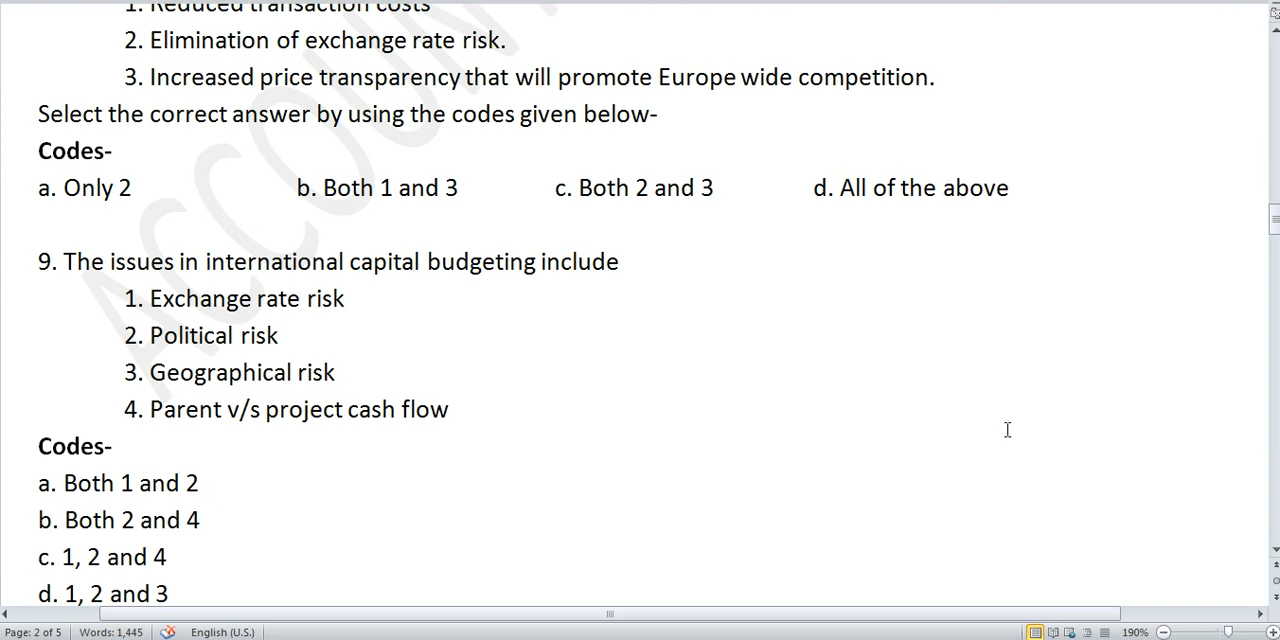 1. Reduced transaction costs
2. Elimination of exchange rate risk.
3. Increased price transparency that will promote Europe wide competition.
Select the correct answer by using the codes given below-
Codes-
a. Only 2 b. Both 1 and 3 c. Both 2 and 3 d. All of the above
9. The issues in international capital budgeting include
1. Exchange rate risk
2. Political risk
3. Geographical risk
4. Parent v/s project cash flow
Codes-
a. Both 1 and 2
b. Both 2 and 4
c. 1, 2 and 4
d. 1, 2 and 3
Page: 2 of 5 Words: 1,445 English (U.S.) 190%